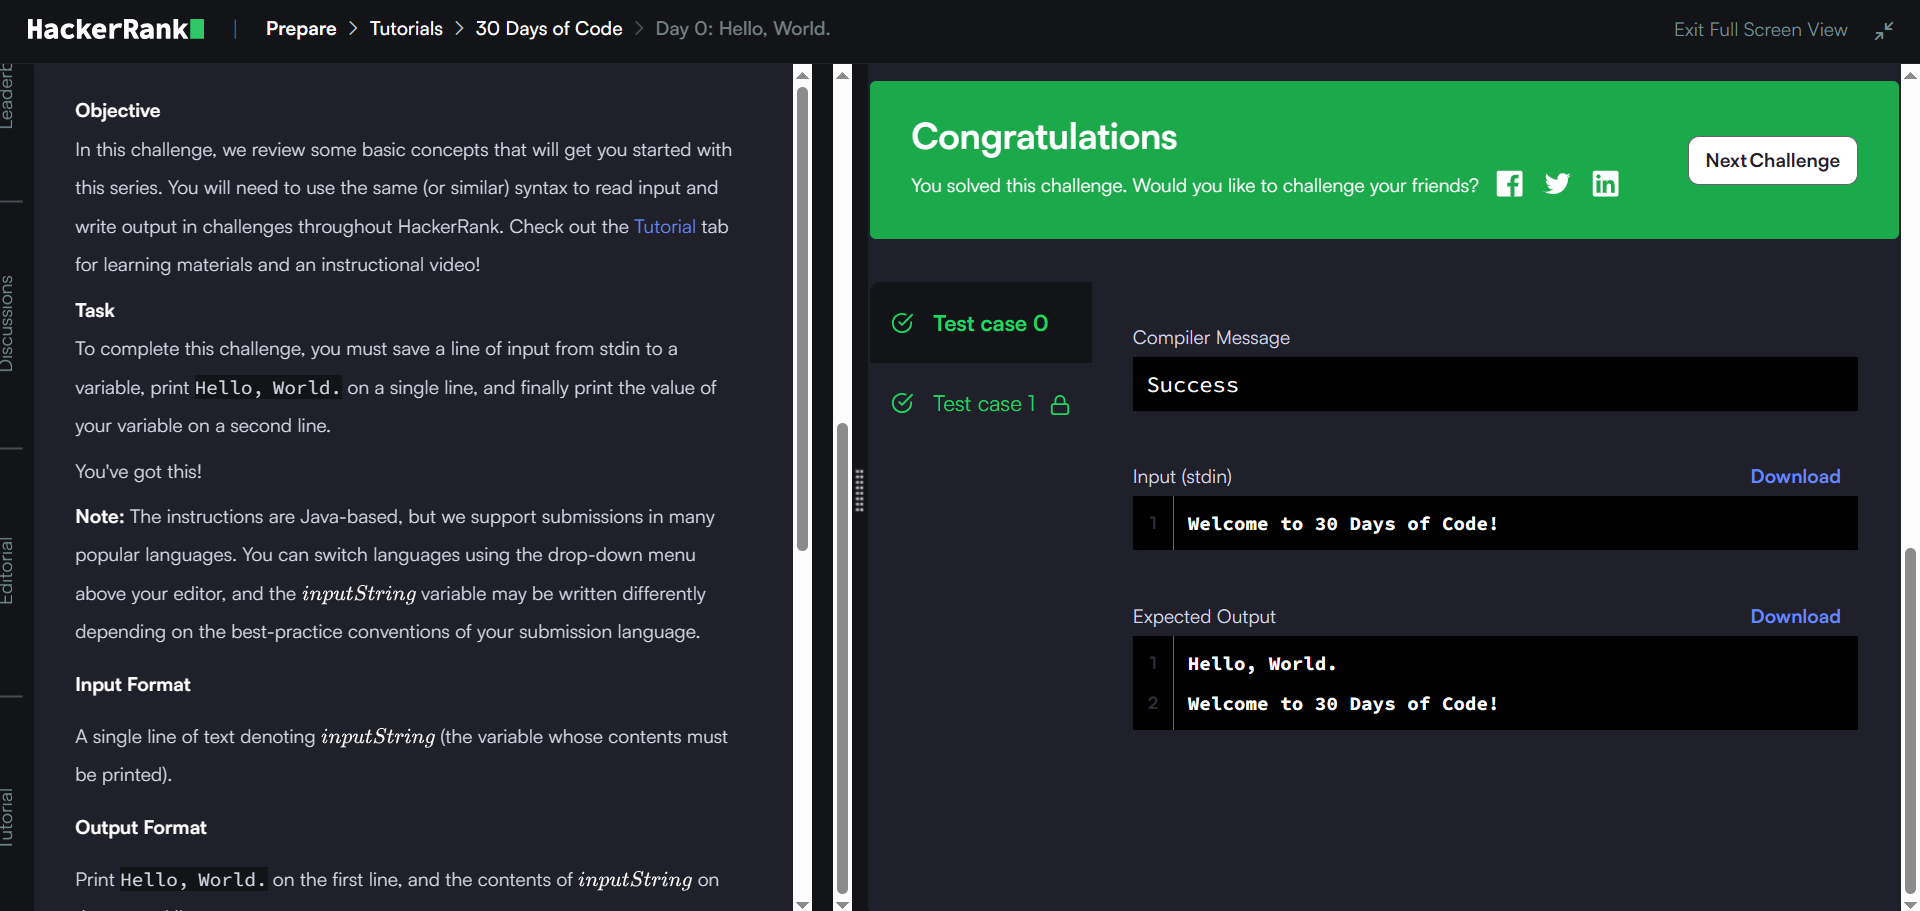 HackerRank
Prepare > Tutorials > 30 Days of Code > Day 0: Hello, World.
Exit Full Screen View
Discussions
Editorial
Tutorial
Objective
In this challenge, we review some basic concepts that will get you started with
this series. You will need to use the same (or similar) syntax to read input and
write output in challenges throughout HackerRank. Check out the Tutorial tab
for learning materials and an instructional video!
Task
To complete this challenge, you must save a line of input from stdin to a
variable, print Hello, World. on a single line, and finally print the value of
your variable on a second line.
You've got this!
Note: The instructions are Java-based, but we support submissions in many
popular languages. You can switch languages using the drop-down menu
above your editor, and the inputString variable may be written differently
depending on the best-practice conventions of your submission language.
Input Format
A single line of text denoting inputString (the variable whose contents must
be printed).
Output Format
Print Hello, World. on the first line, and the contents of inputString on
Congratulations
You solved this challenge. Would you like to challenge your friends?
Next Challenge
Test case 0
Test case 1
Compiler Message
Success
Input (stdin)
Download
1 Welcome to 30 Days of Code!
Expected Output
Download
1 Hello, World.
2 Welcome to 30 Days of Code!